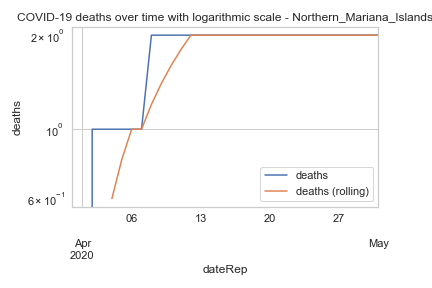 COVID-19 deaths over time with logarithmic scale - Northern_Mariana_Islands
2 × 10⁰
10⁰
6 × 10⁻¹
deaths
deaths
deaths (rolling)
06 13 20 27
Apr May
2020
dateRep